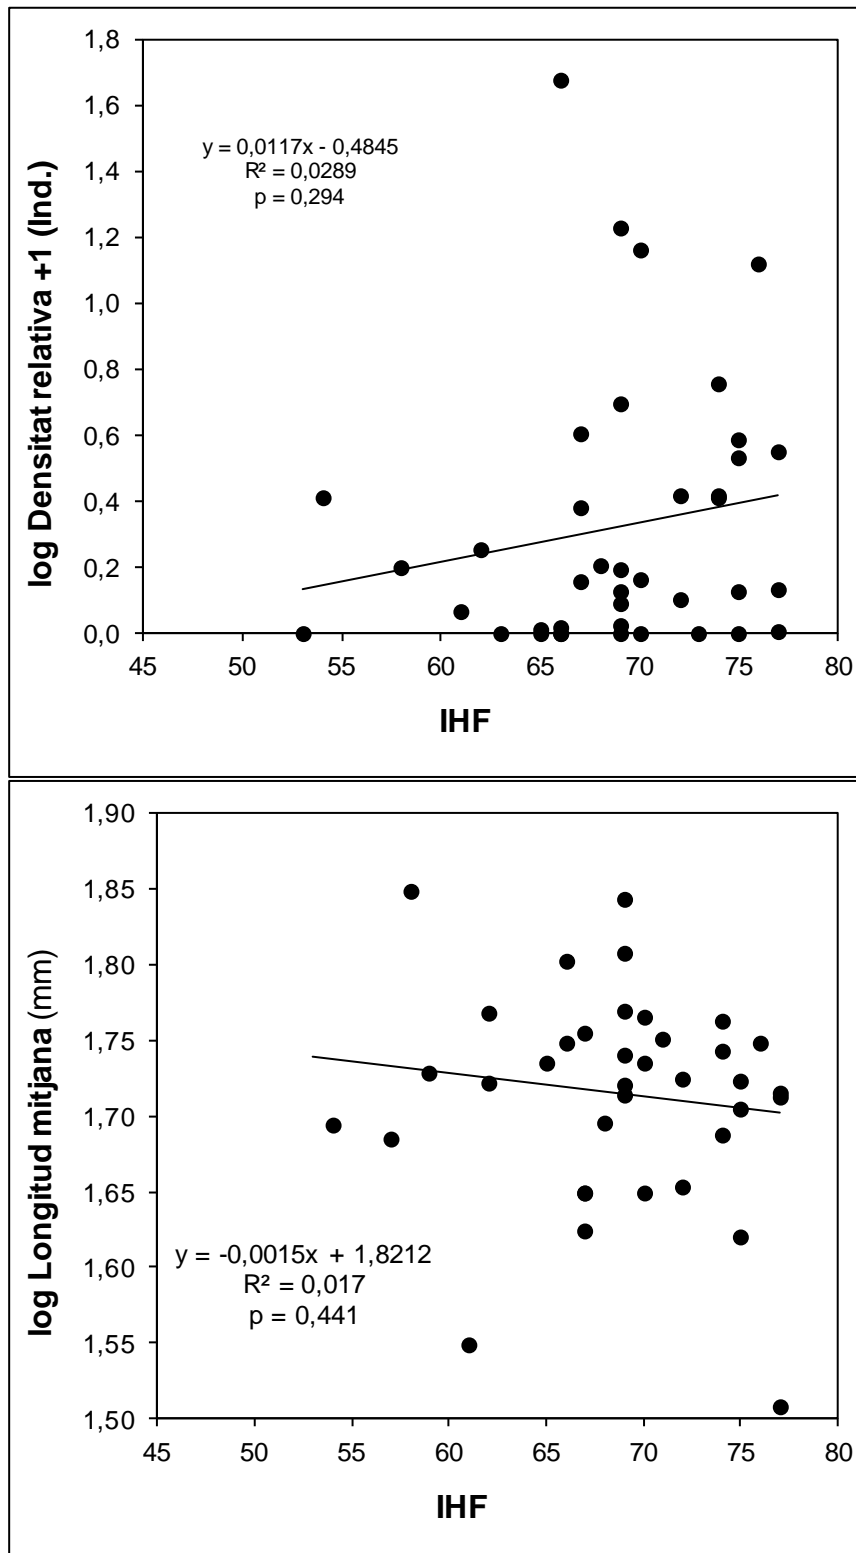 1,8
1,6
1,4
1,2
1,0
0,8
0,6
0,4
0,2
0,0
log Densitat relativa +1 (Ind.)
y = 0,0117x - 0,4845
R² = 0,0289
p = 0,294
45 50 55 60 65 70 75 80
IHF
1,90
1,85
1,80
1,75
1,70
1,65
1,60
1,55
1,50
log Longitud mitjana (mm)
y = -0,0015x + 1,8212
R² = 0,017
p = 0,441
45 50 55 60 65 70 75 80
IHF